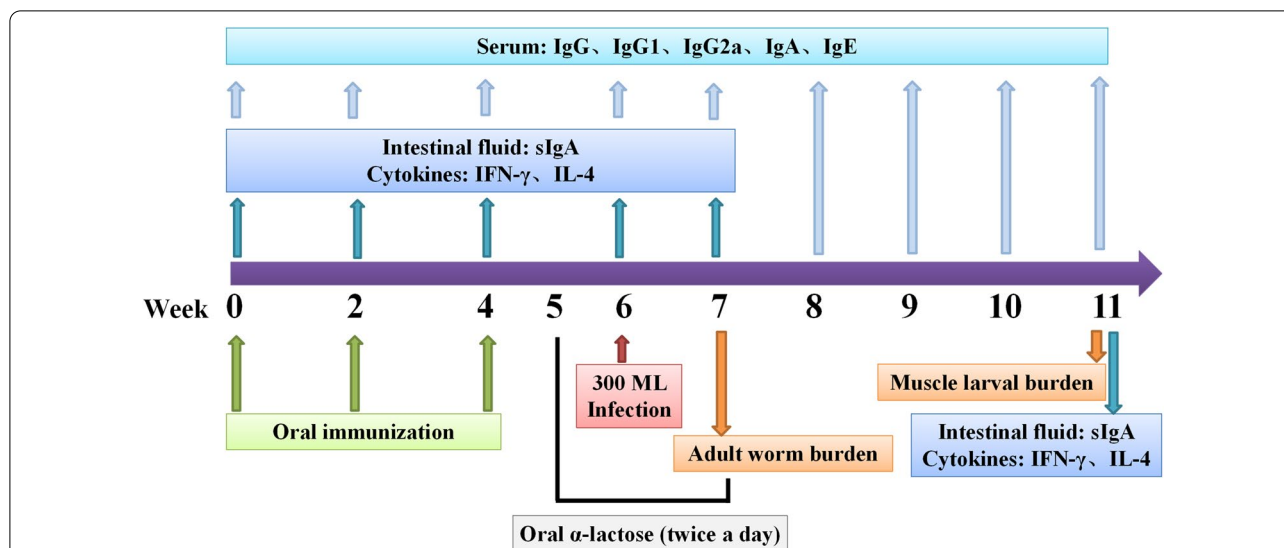 Serum: IgG、IgG1、IgG2a、IgA、IgE
Intestinal fluid: sIgA
Cytokines: IFN-γ、IL-4
Week 0 2 4 5 6 7 8 9 10 11
300 ML
Infection
Muscle larval burden
Oral immunization
Adult worm burden
Intestinal fluid: sIgA
Cytokines: IFN-γ、IL-4
Oral α-lactose (twice a day)